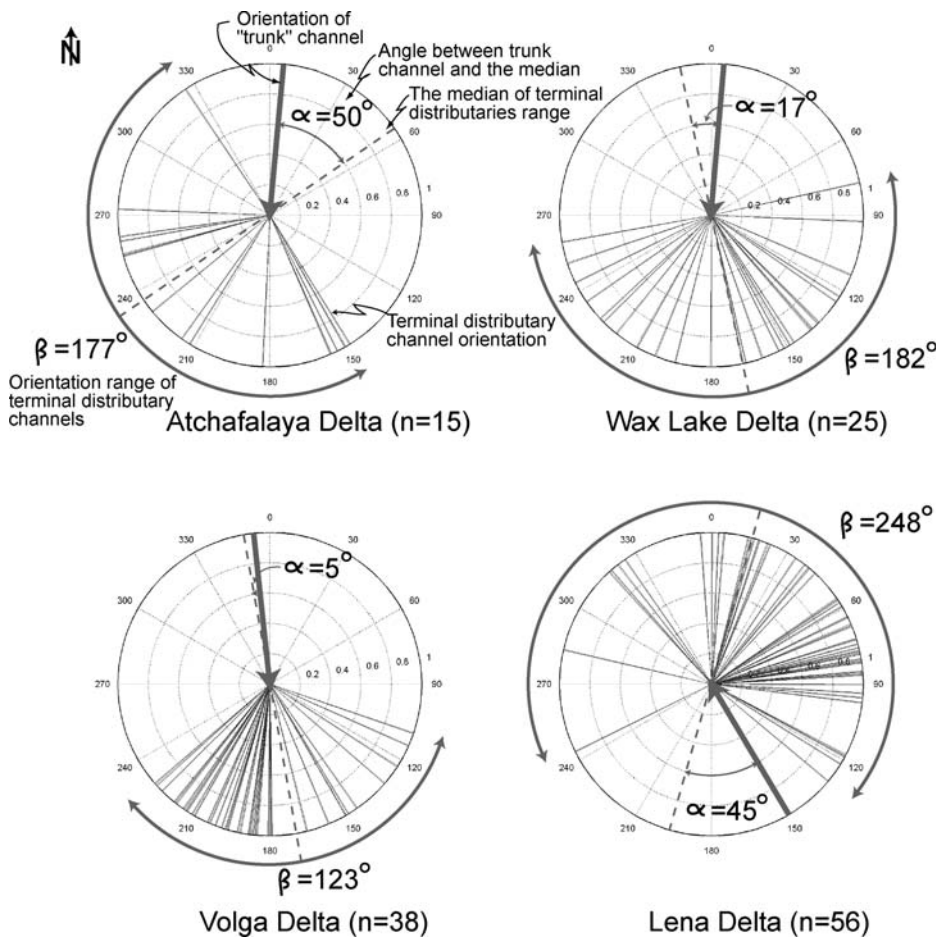 N
Orientation of
"trunk" channel
Angle between trunk
channel and the median
The median of terminal
distributaries range
0
30
60
90
120
150
180
210
240
270
300
330
0.2
0.4
0.6
0.8
1
α=50°
Terminal distributary
channel orientation
β=177°
Orientation range of
terminal distributary
channels
Atchafalaya Delta (n=15)
0
30
60
90
120
150
180
210
240
270
300
330
0.2
0.4
0.6
0.8
1
α=17°
β=182°
Wax Lake Delta (n=25)
0
30
60
90
120
150
180
210
240
270
300
330
0.2
0.4
0.6
0.8
1
α=5°
β=123°
Volga Delta (n=38)
0
30
60
90
120
150
180
210
240
270
300
330
0.6
0.8
1
β=248°
α=45°
Lena Delta (n=56)